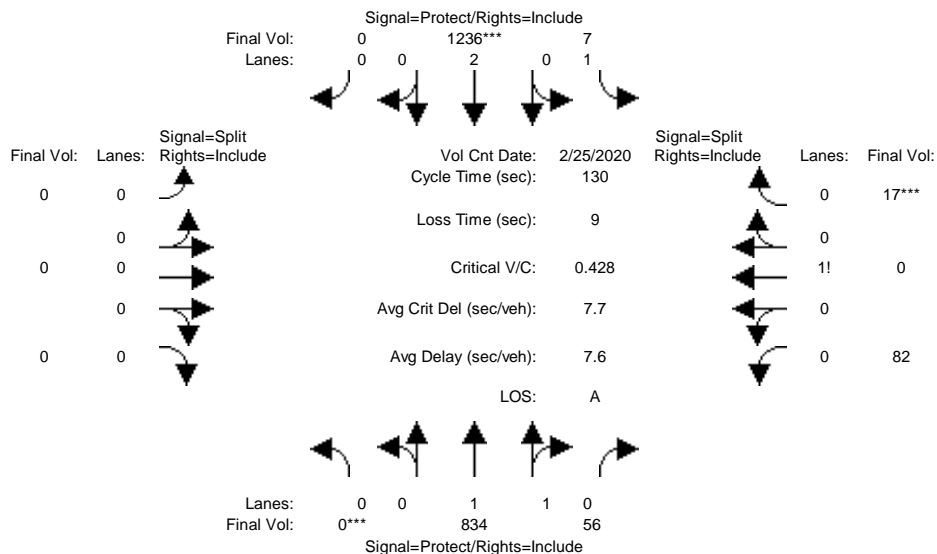 Signal=Protect/Rights=Include
Final Vol: 0 1236*** 7
Lanes: 0 0 2 0 1
Signal=Split Signal=Split
Final Vol: Lanes: Rights=Include Vol Cnt Date: 2/25/2020 Rights=Include Lanes: Final Vol:
Cycle Time (sec): 130
0 0 0 17***
Loss Time (sec): 9
0 0
0 0 Critical V/C: 0.428 1! 0
0 Avg Crit Del (sec/veh): 7.7 0
0 0 Avg Delay (sec/veh): 7.6 0 82
LOS: A
Lanes: 0 0 1 1 0
Final Vol: 0*** 834 56
Signal=Protect/Rights=Include